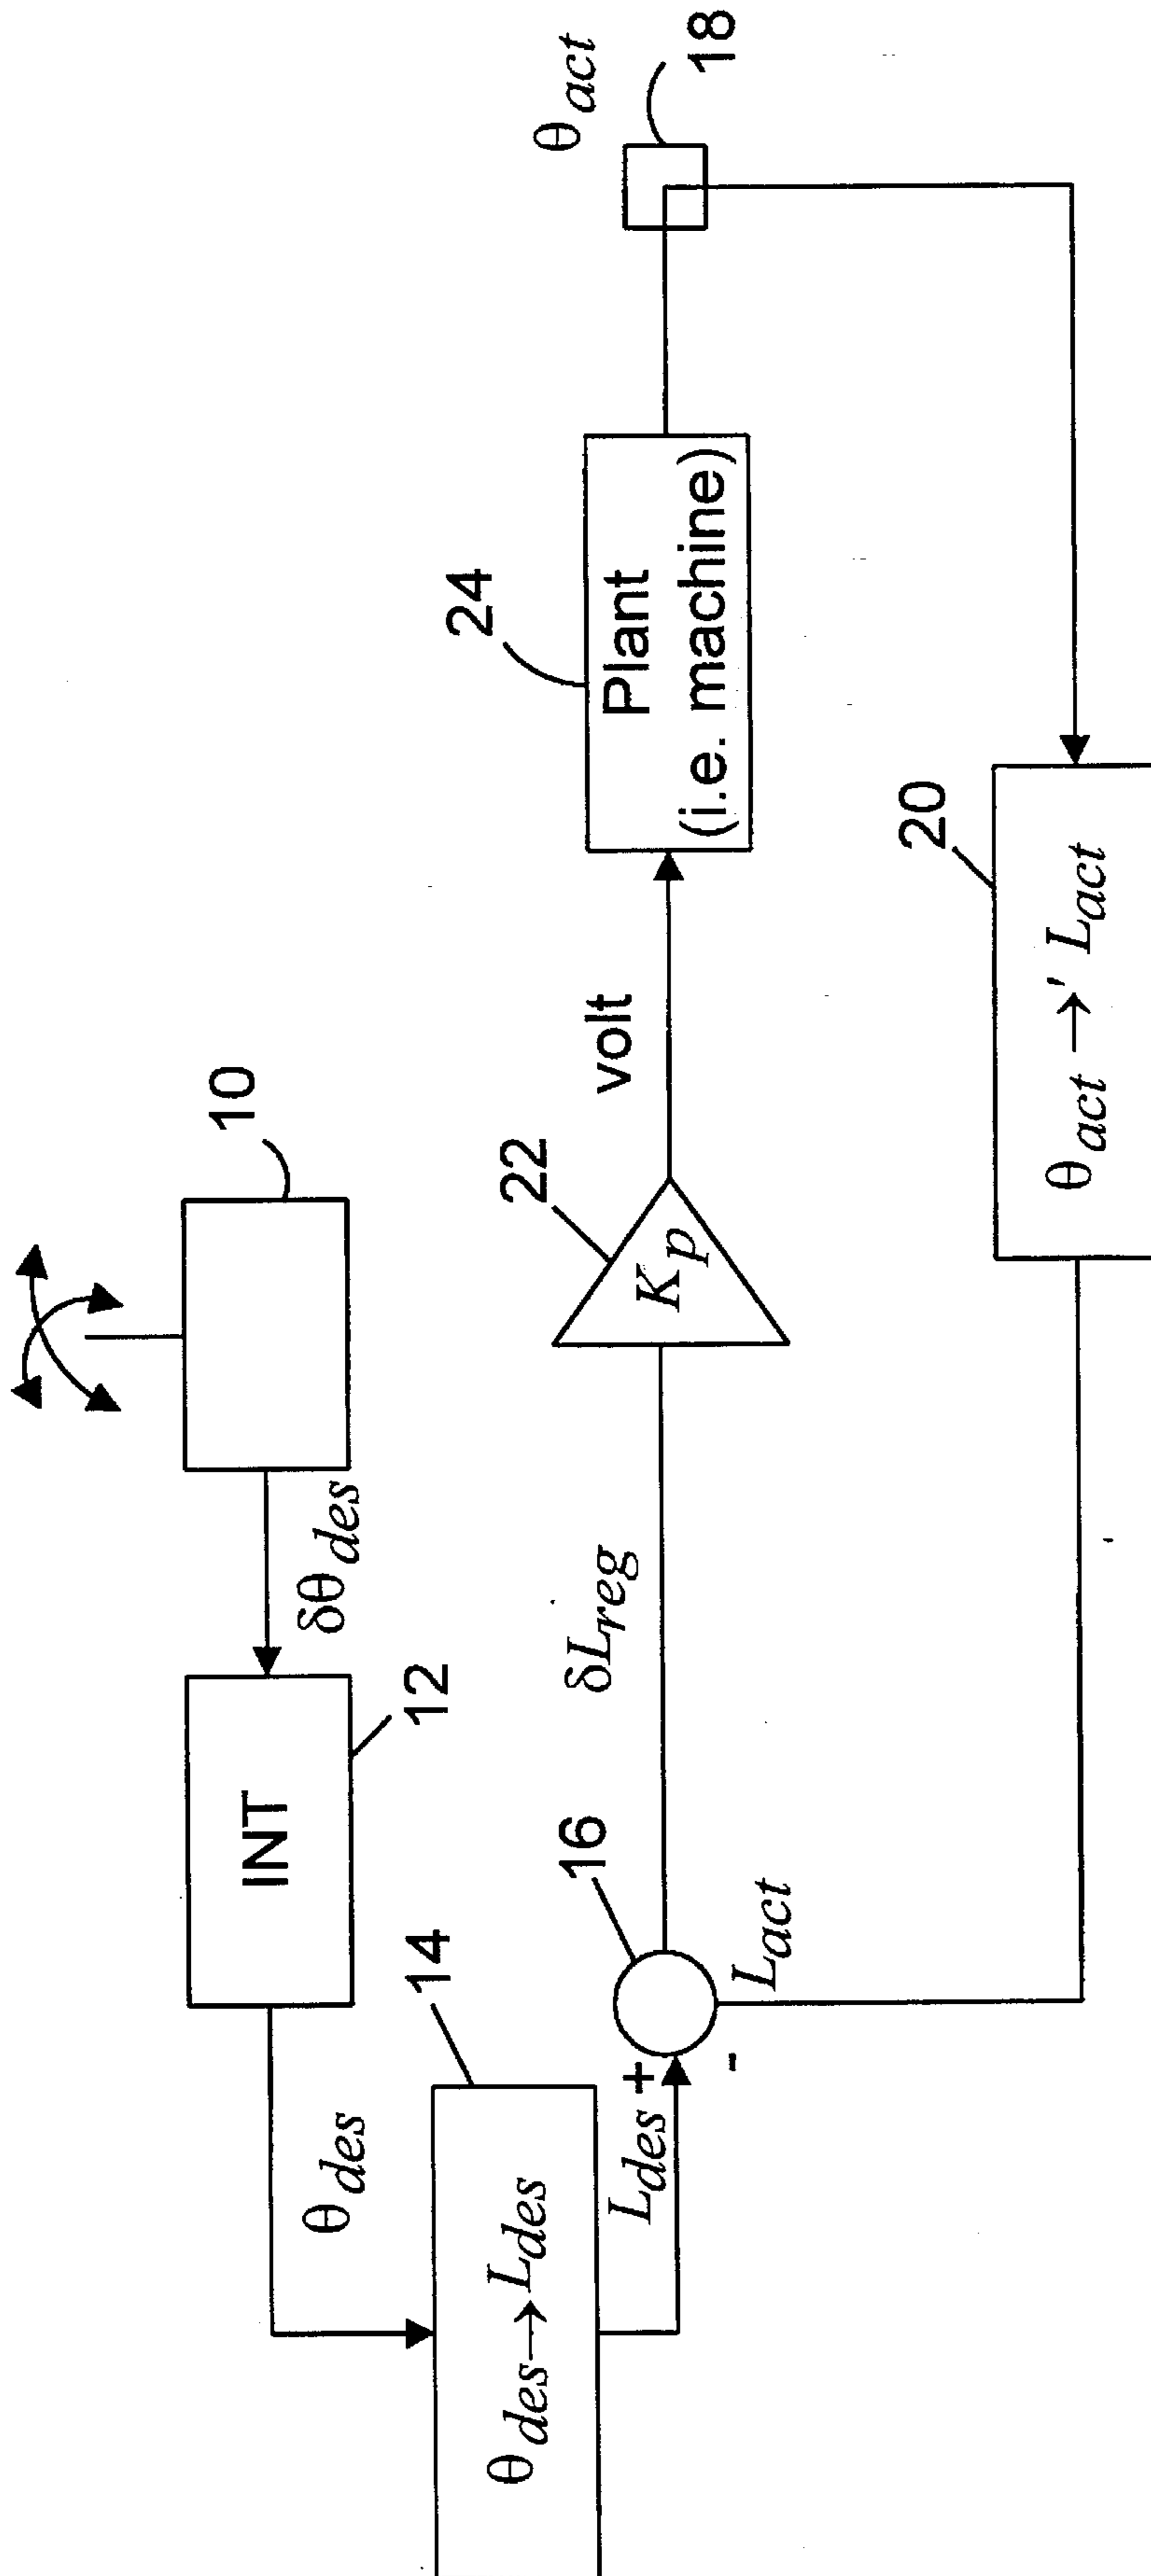 10
δθdes
INT
12
θdes
14
θdes→Ldes
Ldes
+
-
16
Lact
δLreg
22
Kp
volt
24
Plant
(i.e. machine)
θact
18
20
θact →' Lact